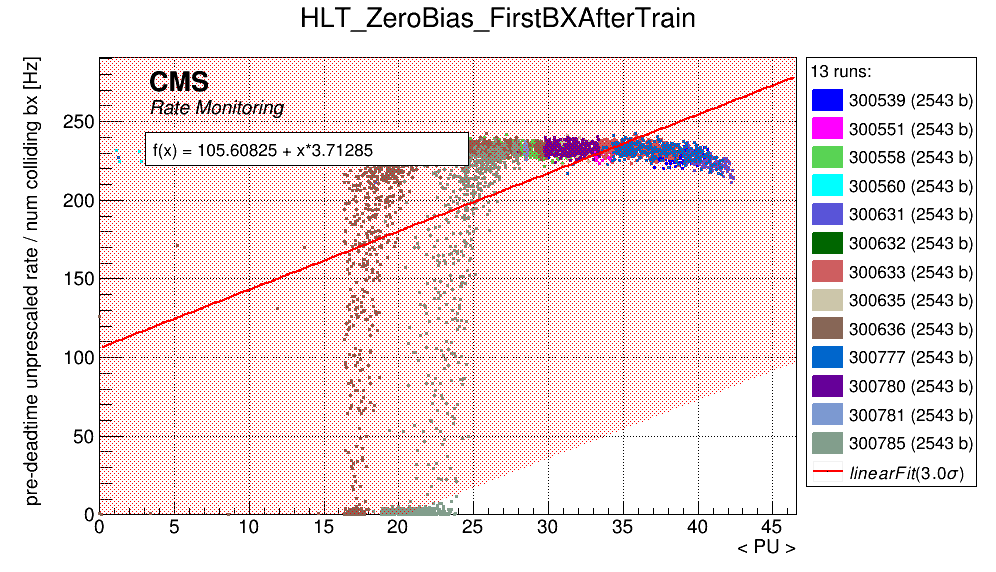 HLT_ZeroBias_FirstBXAfterTrain
pre-deadtime unprescaled rate / num colliding bx [Hz]
CMS
Rate Monitoring
f(x) = 105.60825 + x*3.71285
250
200
150
100
50
0
0 5 10 15 20 25 30 35 40 45
< PU >
13 runs:
300539 (2543 b)
300551 (2543 b)
300558 (2543 b)
300560 (2543 b)
300631 (2543 b)
300632 (2543 b)
300633 (2543 b)
300635 (2543 b)
300636 (2543 b)
300777 (2543 b)
300780 (2543 b)
300781 (2543 b)
300785 (2543 b)
linearFit(3.0σ)